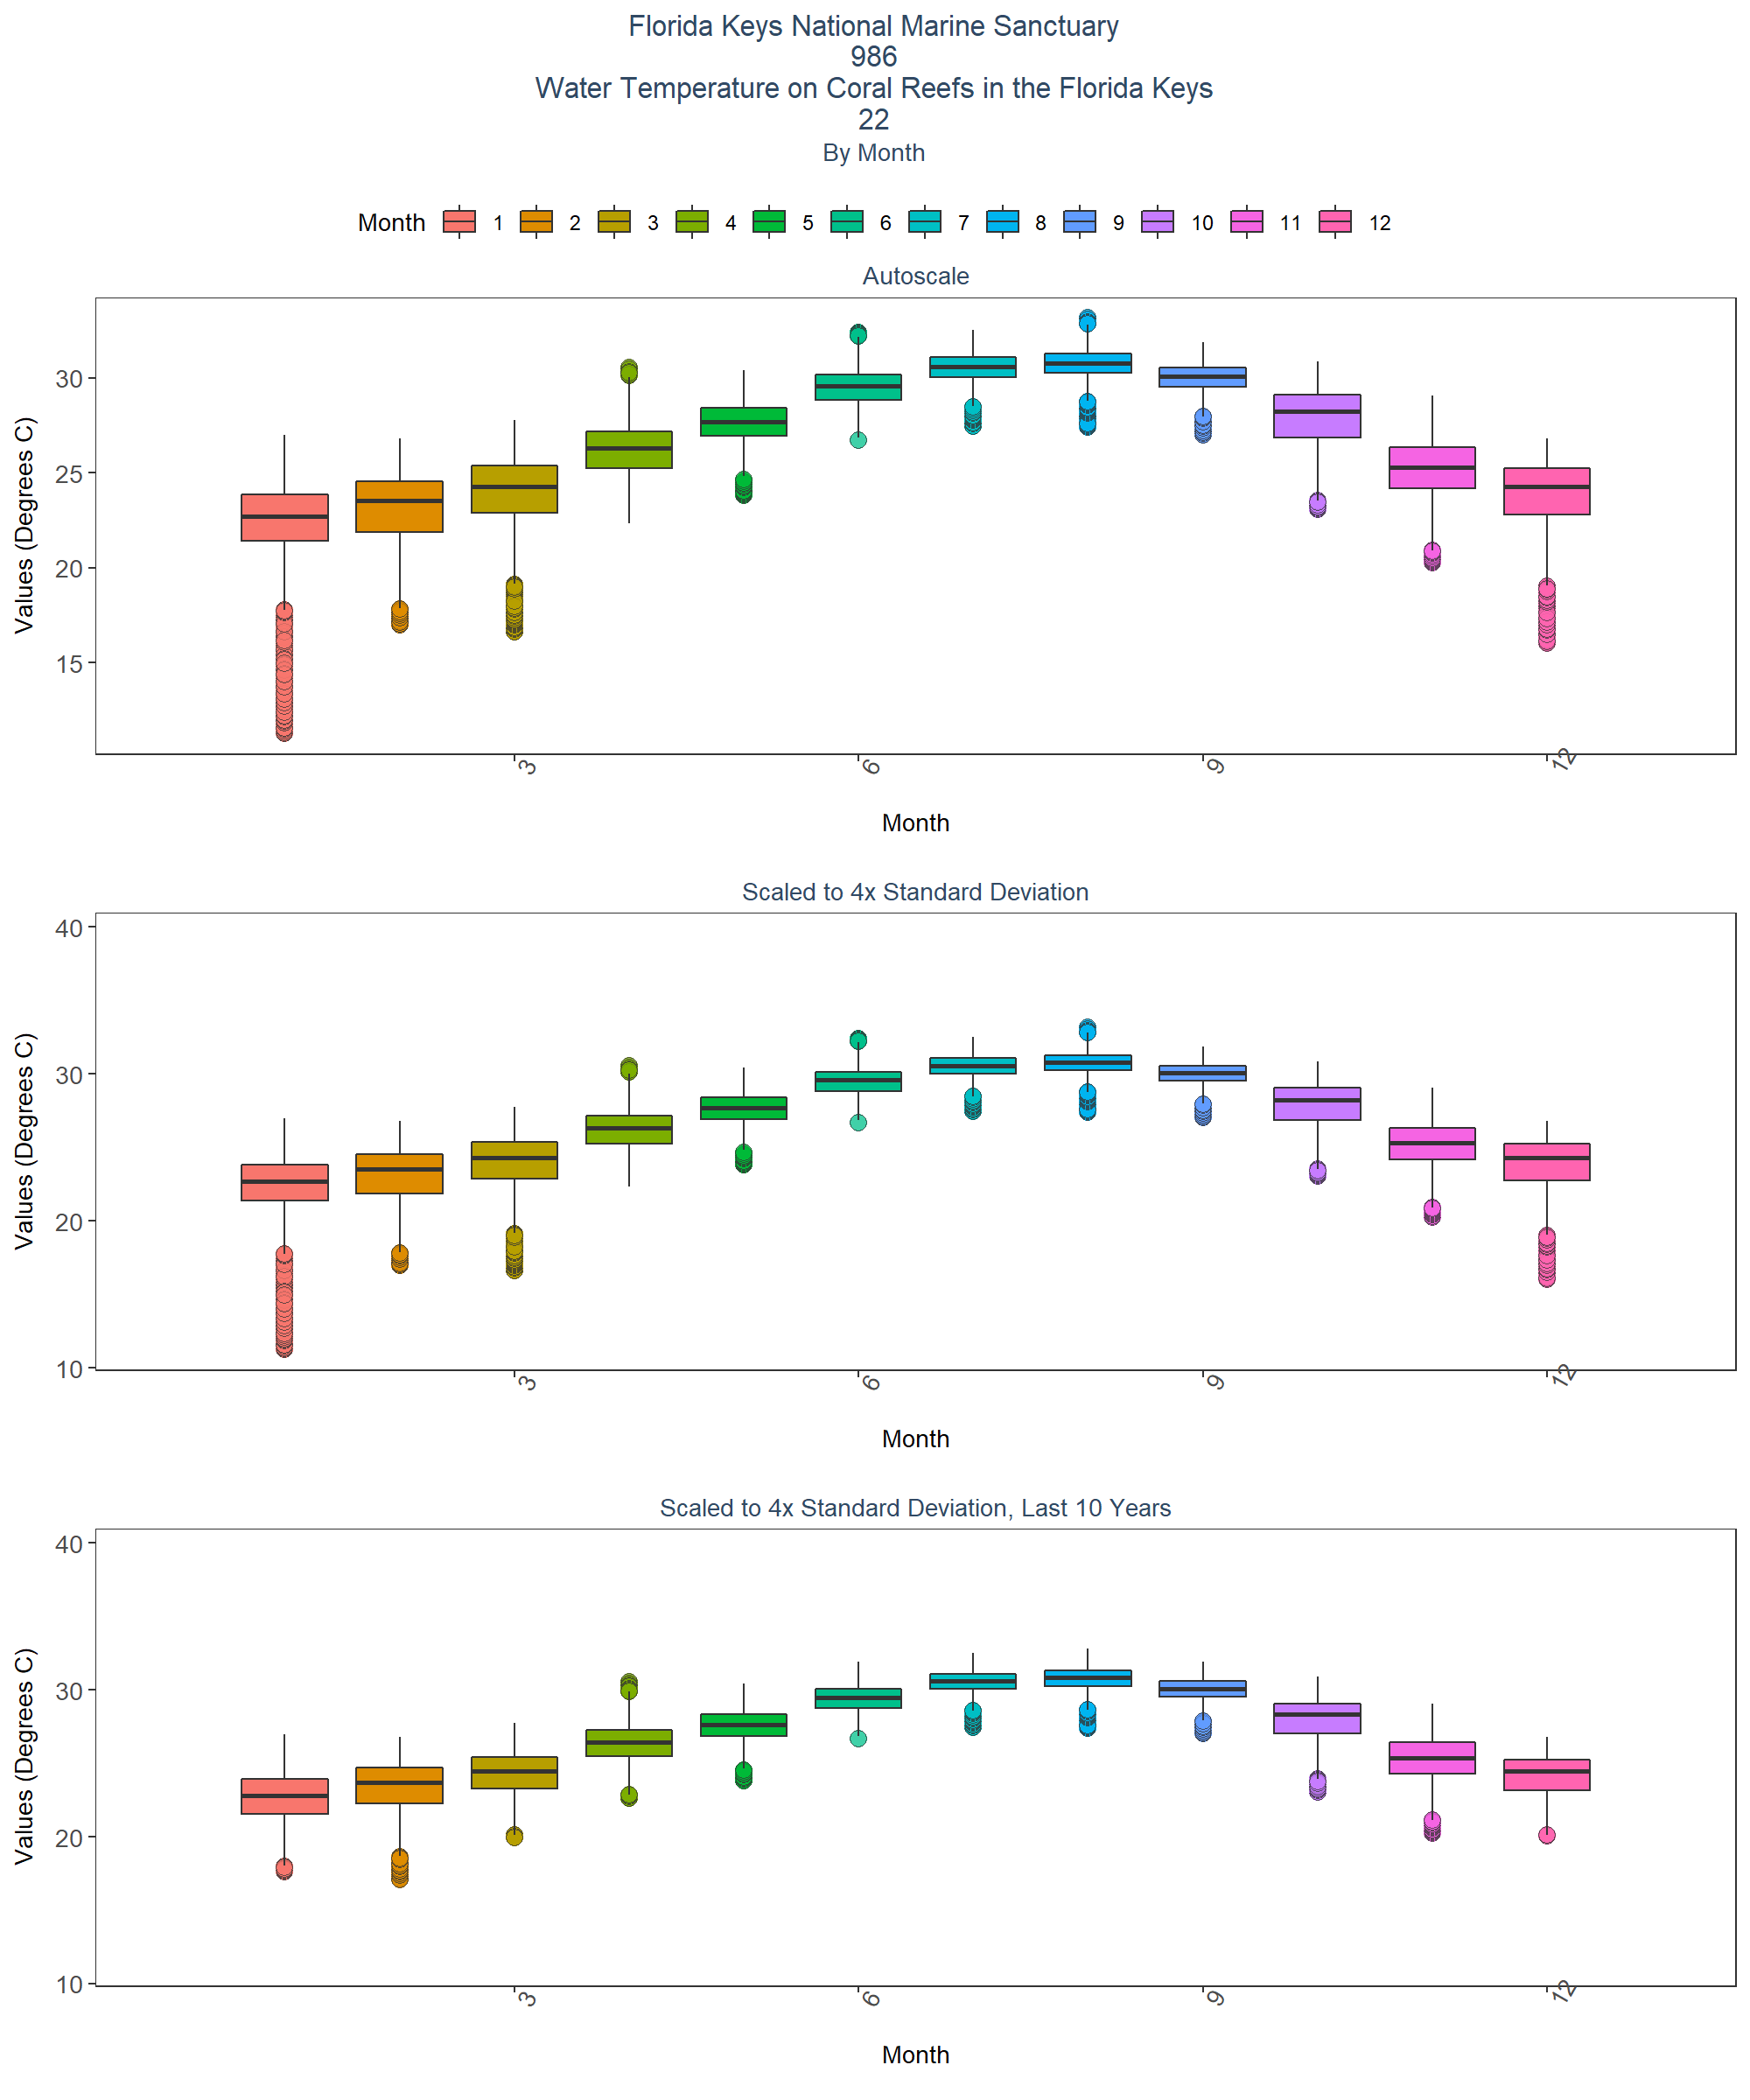 Florida Keys National Marine Sanctuary
986
Water Temperature on Coral Reefs in the Florida Keys
22
By Month
Month 1 2 3 4 5 6 7 8 9 10 11 12
Autoscale
Values (Degrees C)
30
25
20
15
3 6 9 12
Month
Scaled to 4x Standard Deviation
Values (Degrees C)
40
30
20
10
3 6 9 12
Month
Scaled to 4x Standard Deviation, Last 10 Years
Values (Degrees C)
40
30
20
10
3 6 9 12
Month